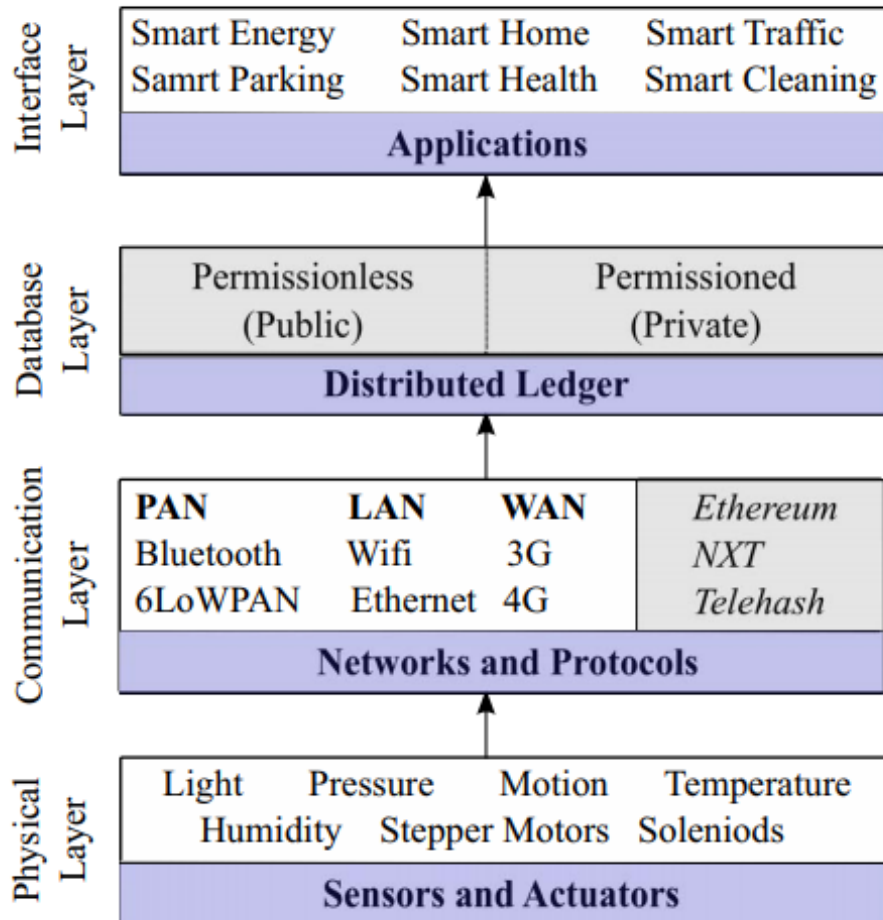 Interface
Layer
Smart Energy Smart Home Smart Traffic
Samrt Parking Smart Health Smart Cleaning
Applications
Database
Layer
Permissionless Permissioned
(Public) (Private)
Distributed Ledger
Communication
Layer
PAN LAN WAN Ethereum
Bluetooth Wifi 3G NXT
6LoWPAN Ethernet 4G Telehash
Networks and Protocols
Physical
Layer
Light Pressure Motion Temperature
Humidity Stepper Motors Soleniods
Sensors and Actuators